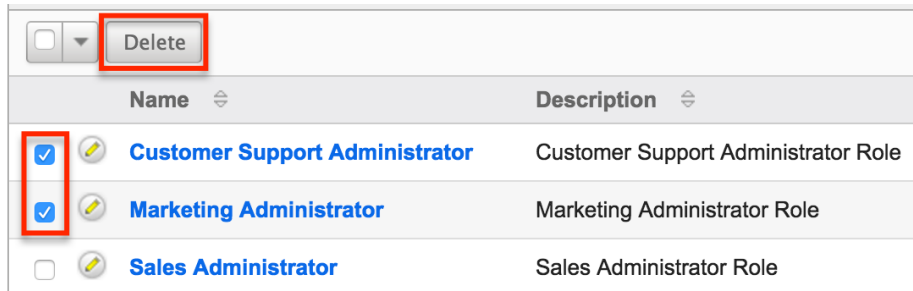 Delete
Name Description
Customer Support Administrator Customer Support Administrator Role
Marketing Administrator Marketing Administrator Role
Sales Administrator Sales Administrator Role